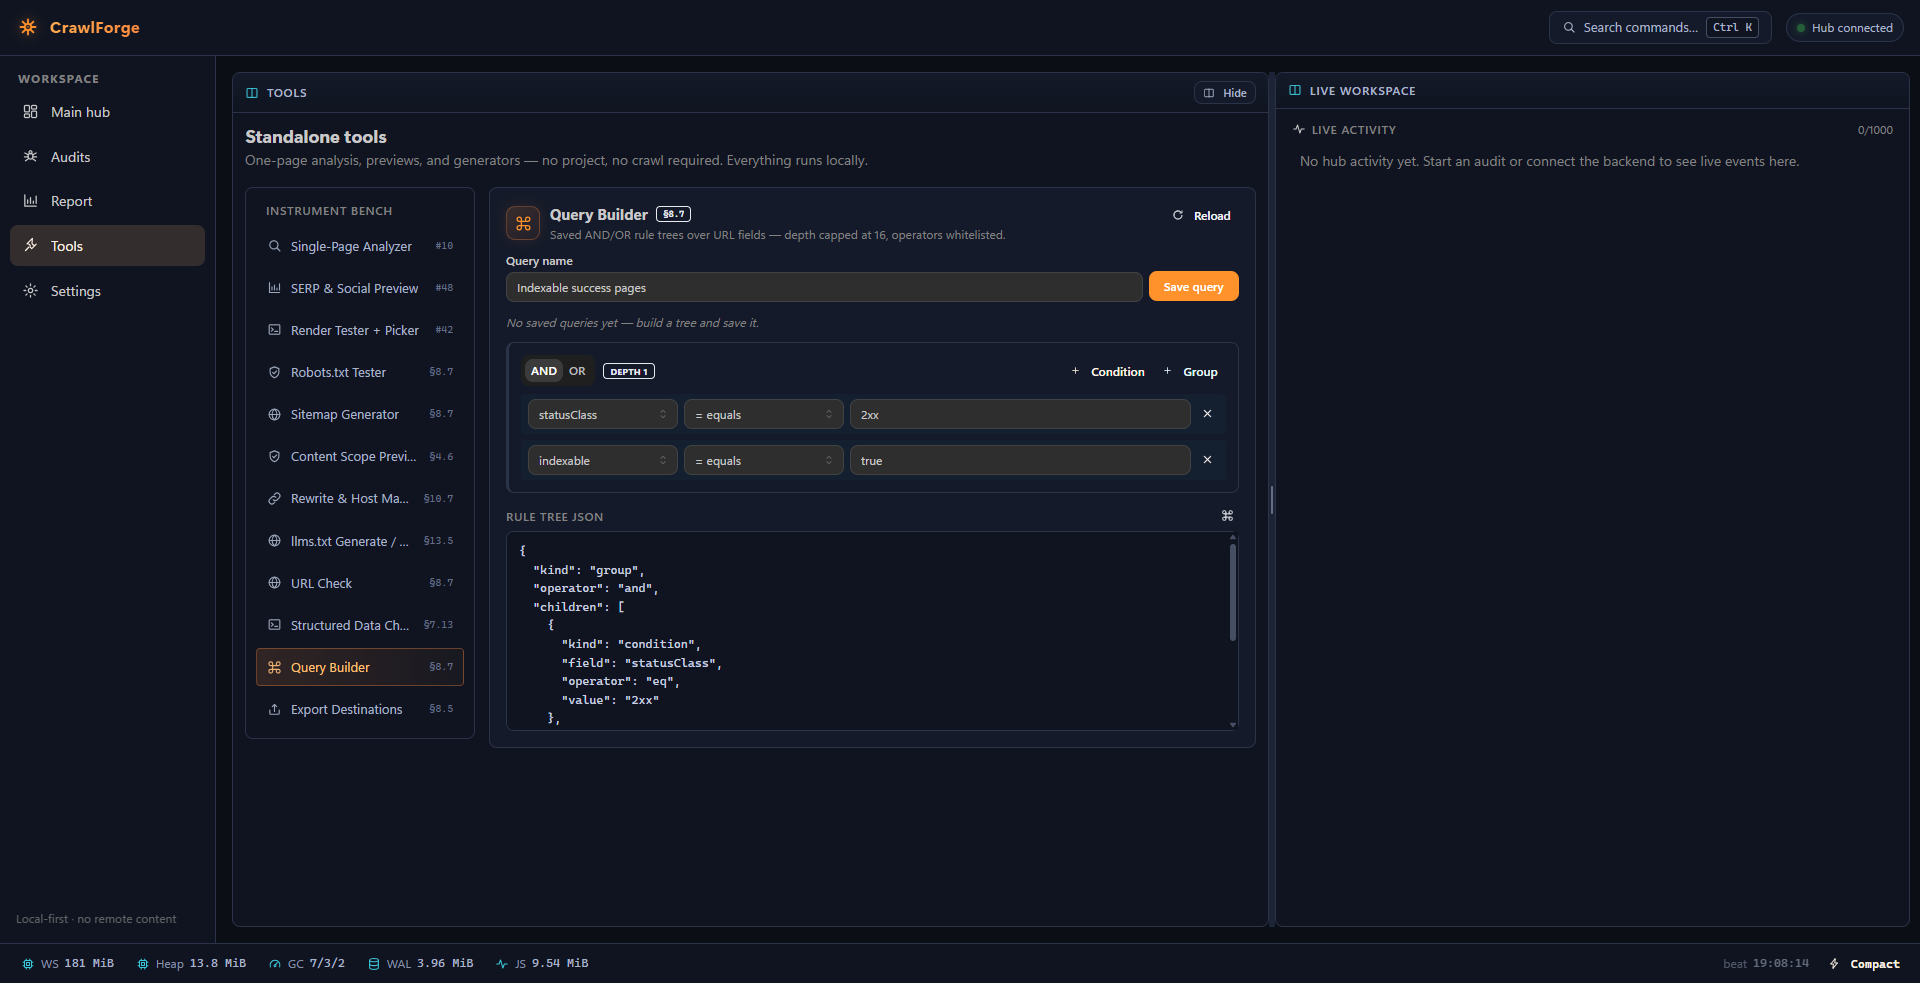 CrawlForge
Search commands... Ctrl K
Hub connected
WORKSPACE
Main hub
Audits
Report
Tools
Settings
Local-first · no remote content
TOOLS
Hide
Standalone tools
One-page analysis, previews, and generators — no project, no crawl required. Everything runs locally.
INSTRUMENT BENCH
Single-Page Analyzer #10
SERP & Social Preview #48
Render Tester + Picker #42
Robots.txt Tester §8.7
Sitemap Generator §8.7
Content Scope Previ... §4.6
Rewrite & Host Ma... §10.7
llms.txt Generate / ... §13.5
URL Check §8.7
Structured Data Ch... §7.13
Query Builder §8.7
Export Destinations §8.5
Query Builder §8.7
Reload
Saved AND/OR rule trees over URL fields — depth capped at 16, operators whitelisted.
Query name
Indexable success pages
Save query
No saved queries yet — build a tree and save it.
AND OR DEPTH 1
+ Condition + Group
statusClass = equals 2xx ×
indexable = equals true ×
RULE TREE JSON
{
"kind": "group",
"operator": "and",
"children": [
{
"kind": "condition",
"field": "statusClass",
"operator": "eq",
"value": "2xx"
},
LIVE WORKSPACE
LIVE ACTIVITY 0/1000
No hub activity yet. Start an audit or connect the backend to see live events here.
WS 181 MiB Heap 13.8 MiB GC 7/3/2 WAL 3.96 MiB JS 9.54 MiB
beat 19:08:14 Compact